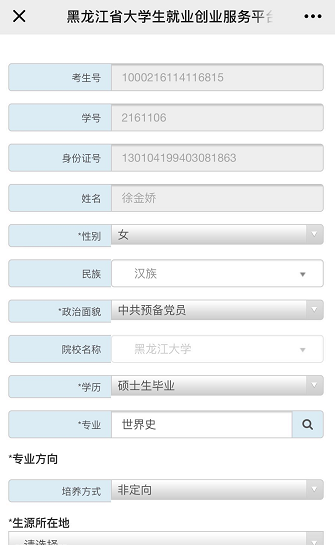 黑龙江省大学生就业创业服务平台
考生号 1000216114116815
学号 2161106
身份证号 130104199403081863
姓名 徐金娇
*性别 女
民族 汉族
*政治面貌 中共预备党员
院校名称 黑龙江大学
*学历 硕士生毕业
*专业 世界史
*专业方向
培养方式 非定向
*生源所在地
请选择